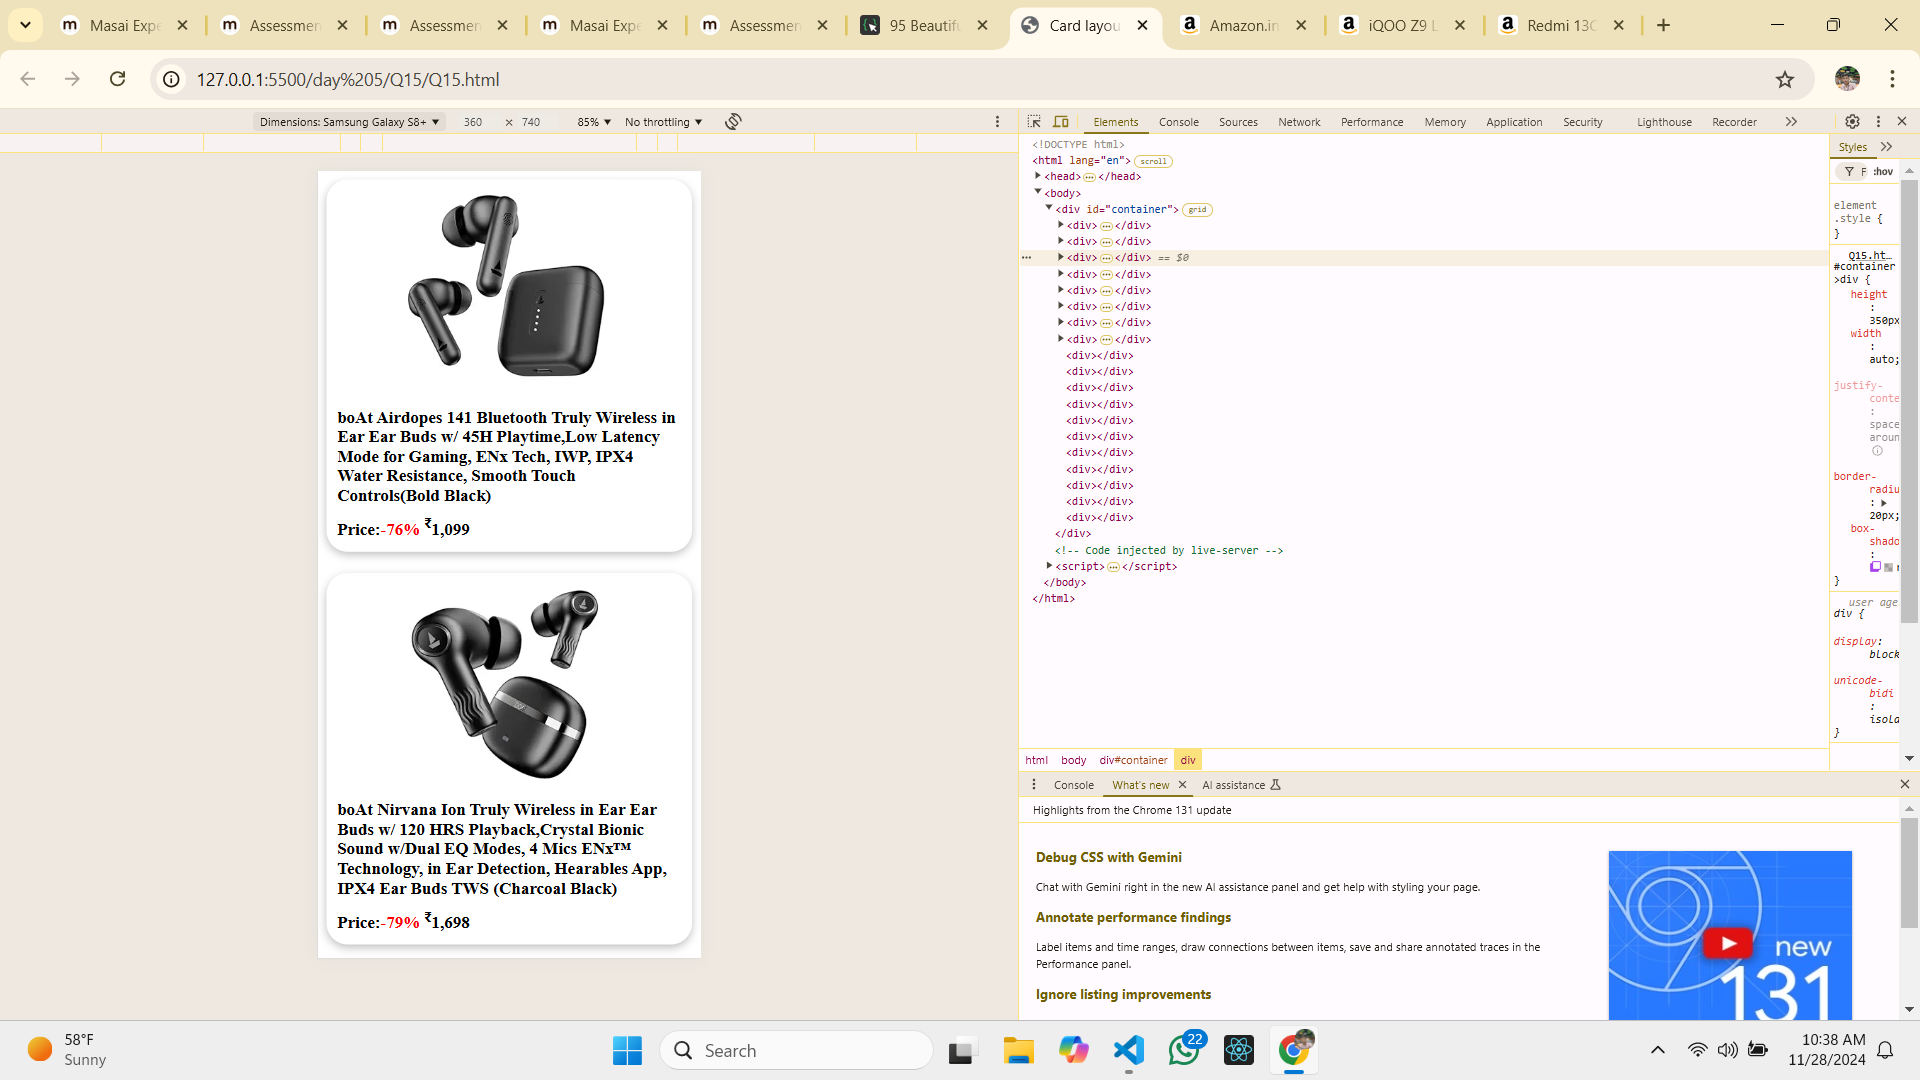 Masai Expe
Assessmen
Assessmen
Masai Expe
Assessmen
95 Beautifu
Card layou
Amazon.in
iQOO Z9 L
Redmi 13C
127.0.0.1:5500/day%205/Q15/Q15.html
Dimensions: Samsung Galaxy S8+ ▼ 360 × 740 85% ▼ No throttling ▼
boAt Airdopes 141 Bluetooth Truly Wireless in
Ear Ear Buds w/ 45H Playtime,Low Latency
Mode for Gaming, ENx Tech, IWP, IPX4
Water Resistance, Smooth Touch
Controls(Bold Black)
Price:-76% ₹1,099
boAt Nirvana Ion Truly Wireless in Ear Ear
Buds w/ 120 HRS Playback,Crystal Bionic
Sound w/Dual EQ Modes, 4 Mics ENx™
Technology, in Ear Detection, Hearables App,
IPX4 Ear Buds TWS (Charcoal Black)
Price:-79% ₹1,698
Elements Console Sources Network Performance Memory Application Security Lighthouse Recorder
<!DOCTYPE html>
<html lang="en"> scroll
<head> … </head>
<body>
<div id="container"> grid
<div> … </div>
<div> … </div>
<div> … </div> == $0
<div> … </div>
<div> … </div>
<div> … </div>
<div> … </div>
<div> … </div>
<div></div>
<div></div>
<div></div>
<div></div>
<div></div>
<div></div>
<div></div>
<div></div>
<div></div>
<div></div>
<div></div>
</div>
<!-- Code injected by live-server -->
<script> … </script>
</body>
</html>
html body div#container div
Styles
F :hov
element
.style {
}
Q15.ht…
#container
>div {
height
:
350px
width
:
auto;
justify-
conte
:
space
aroun
border-
radiu
:
20px;
box-
shado
:
}
user age
div {
display:
block
unicode-
bidi
:
isola
}
Console What's new AI assistance
Highlights from the Chrome 131 update
Debug CSS with Gemini
Chat with Gemini right in the new AI assistance panel and get help with styling your page.
Annotate performance findings
Label items and time ranges, draw connections between items, save and share annotated traces in the
Performance panel.
Ignore listing improvements
new
131
58°F
Sunny
Search
22
10:38 AM
11/28/2024